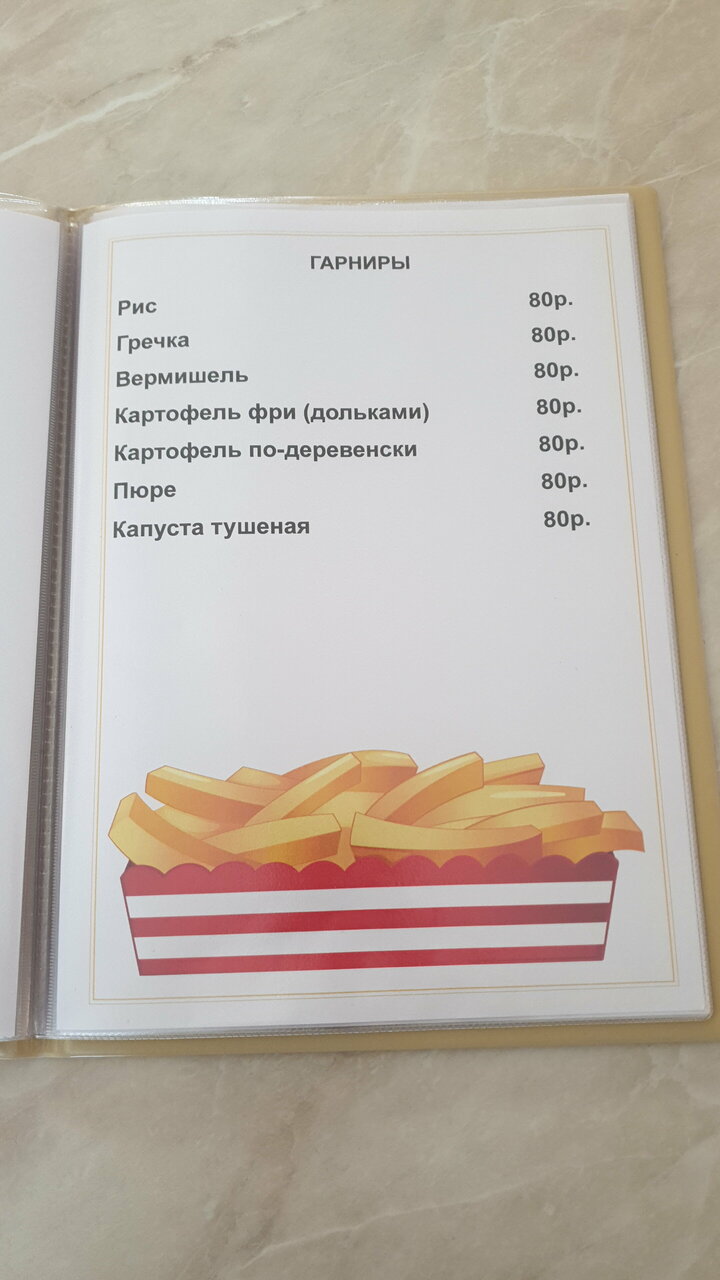 ГАРНИРЫ
Рис 80р.
Гречка 80р.
Вермишель 80р.
Картофель фри (дольками) 80р.
Картофель по-деревенски 80р.
Пюре 80р.
Капуста тушеная 80р.